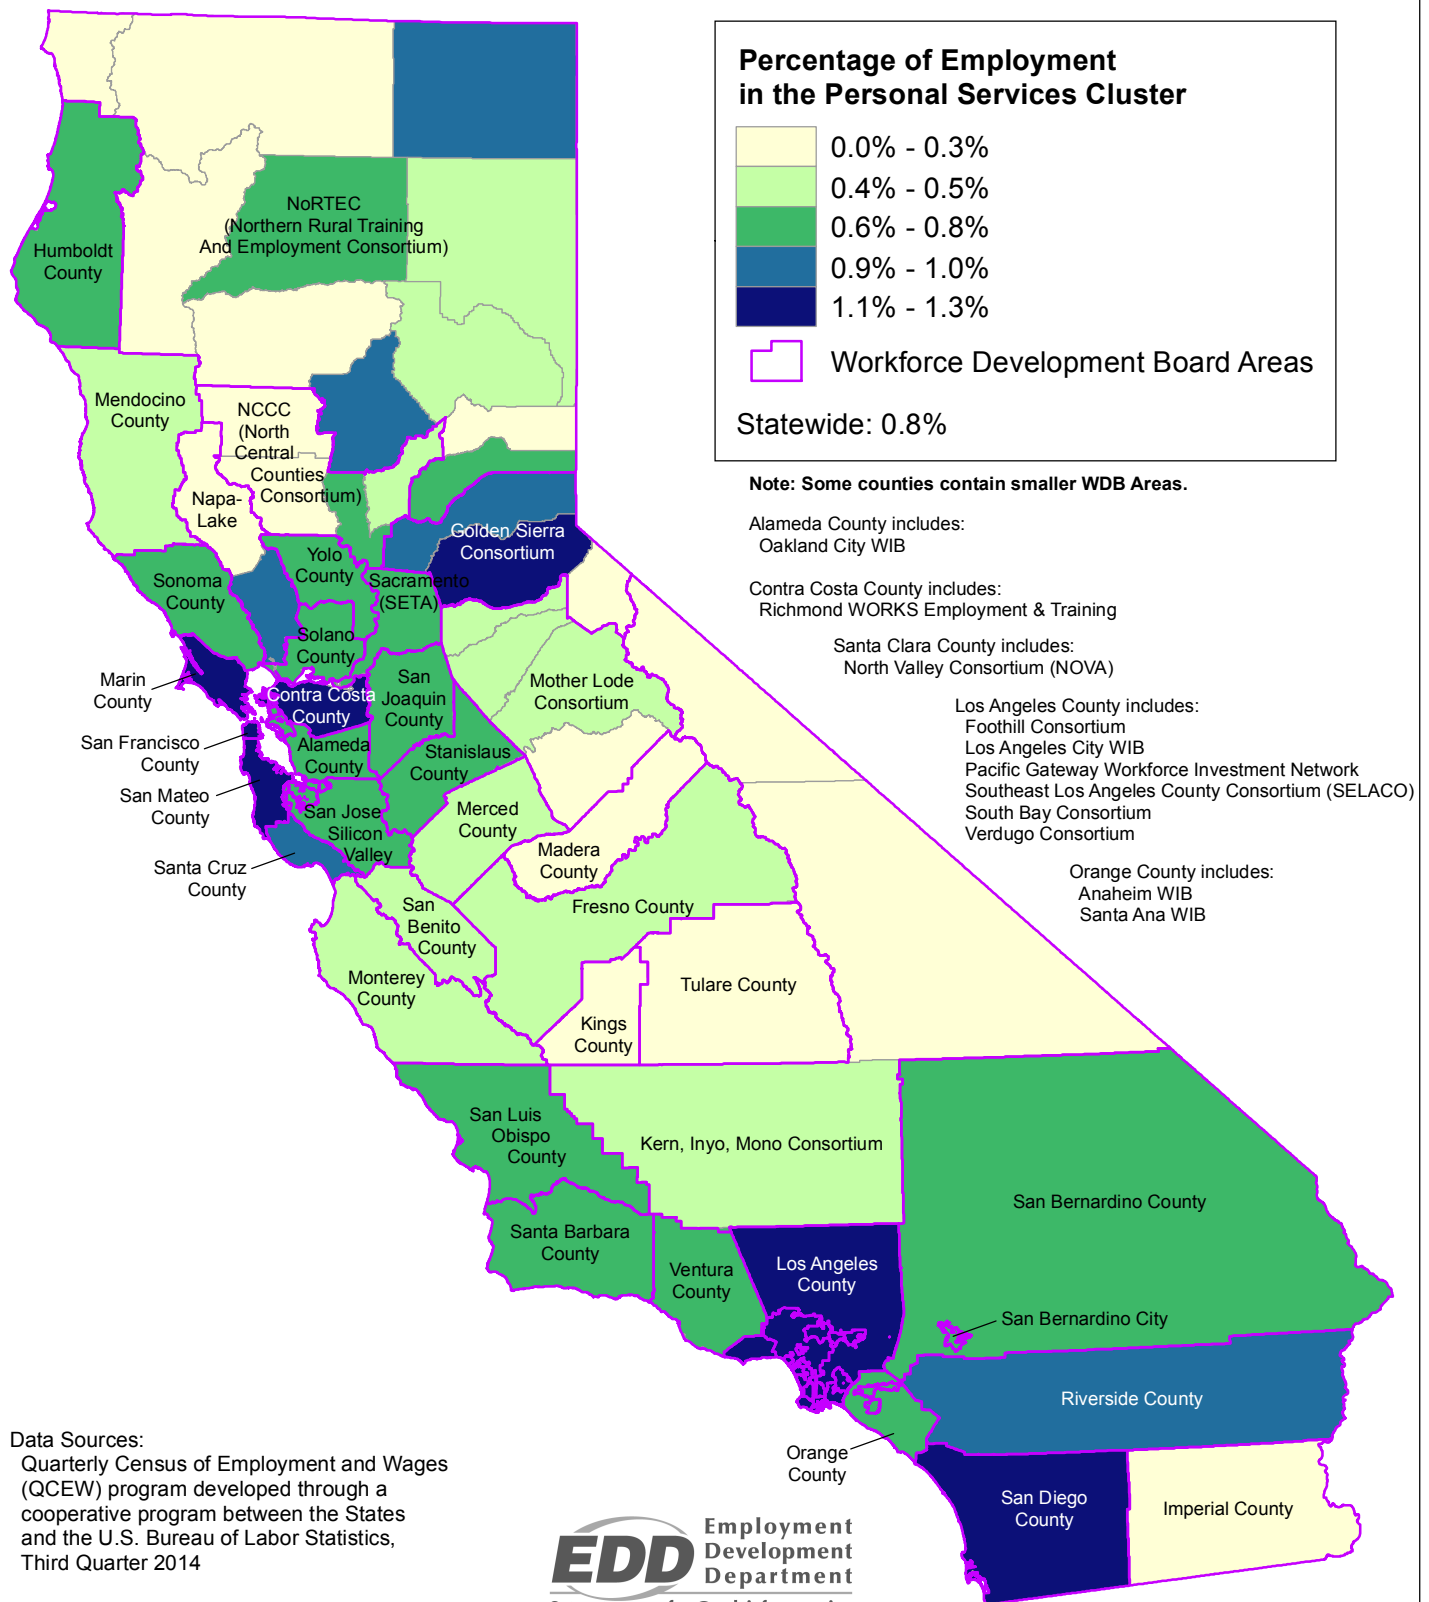 Percentage of Employment
in the Personal Services Cluster
0.0% - 0.3%
0.4% - 0.5%
0.6% - 0.8%
0.9% - 1.0%
1.1% - 1.3%
Workforce Development Board Areas
Statewide: 0.8%
Note: Some counties contain smaller WDB Areas.
Alameda County includes:
Oakland City WIB
Contra Costa County includes:
Richmond WORKS Employment & Training
Santa Clara County includes:
North Valley Consortium (NOVA)
Los Angeles County includes:
Foothill Consortium
Los Angeles City WIB
Pacific Gateway Workforce Investment Network
Southeast Los Angeles County Consortium (SELACO)
South Bay Consortium
Verdugo Consortium
Orange County includes:
Anaheim WIB
Santa Ana WIB
NoRTEC
(Northern Rural Training
And Employment Consortium)
Humboldt
County
Mendocino
County
NCCC
(North
Central
Counties
Consortium)
Napa-
Lake
Golden Sierra
Consortium
Yolo
County
Sacramento
(SETA)
Sonoma
County
Solano
County
Marin
County
Contra Costa
County
San
Joaquin
County
Mother Lode
Consortium
San Francisco
County
Alameda
County
Stanislaus
County
San Mateo
County
San Jose
Silicon
Valley
Merced
County
Santa Cruz
County
Madera
County
San
Benito
County
Fresno County
Monterey
County
Tulare County
Kings
County
San Luis
Obispo
County
Kern, Inyo, Mono Consortium
San Bernardino County
Santa Barbara
County
Ventura
County
Los Angeles
County
San Bernardino City
Riverside County
Orange
County
San Diego
County
Imperial County
Data Sources:
Quarterly Census of Employment and Wages
(QCEW) program developed through a
cooperative program between the States
and the U.S. Bureau of Labor Statistics,
Third Quarter 2014
EDD
Employment
Development
Department